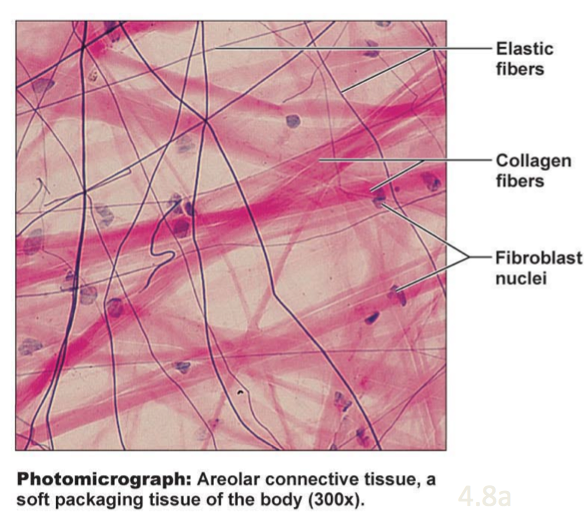 Elastic
fibers
Collagen
fibers
Fibroblast
nuclei
Photomicrograph: Areolar connective tissue, a
soft packaging tissue of the body (300x).
4.8a